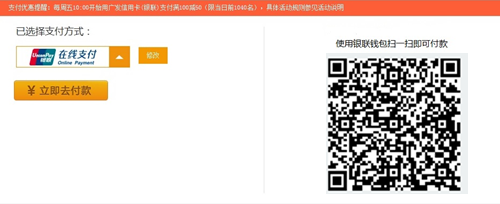 支付优惠提醒：每周五10:00开始用广发信用卡(银联)支付满100减50（限当日前1040名），具体活动规则参见活动说明
已选择支付方式：
使用银联钱包扫一扫即可付款
UnionPay 银联 在线支付 修改
Online Payment
¥ 立即去付款